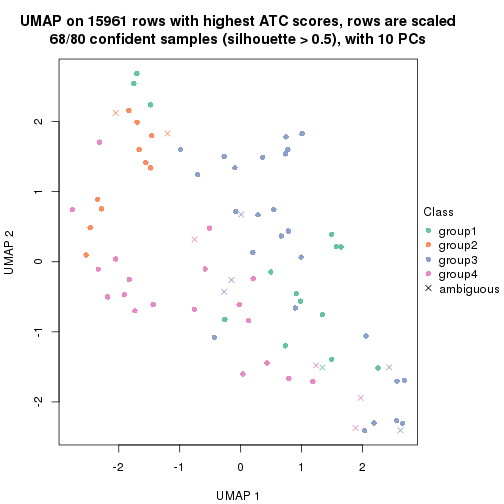 UMAP on 15961 rows with highest ATC scores, rows are scaled
68/80 confident samples (silhouette > 0.5), with 10 PCs
2
1
0
-1
-2
UMAP 2
-2
-1
0
1
2
UMAP 1
Class
group1
group2
group3
group4
ambiguous